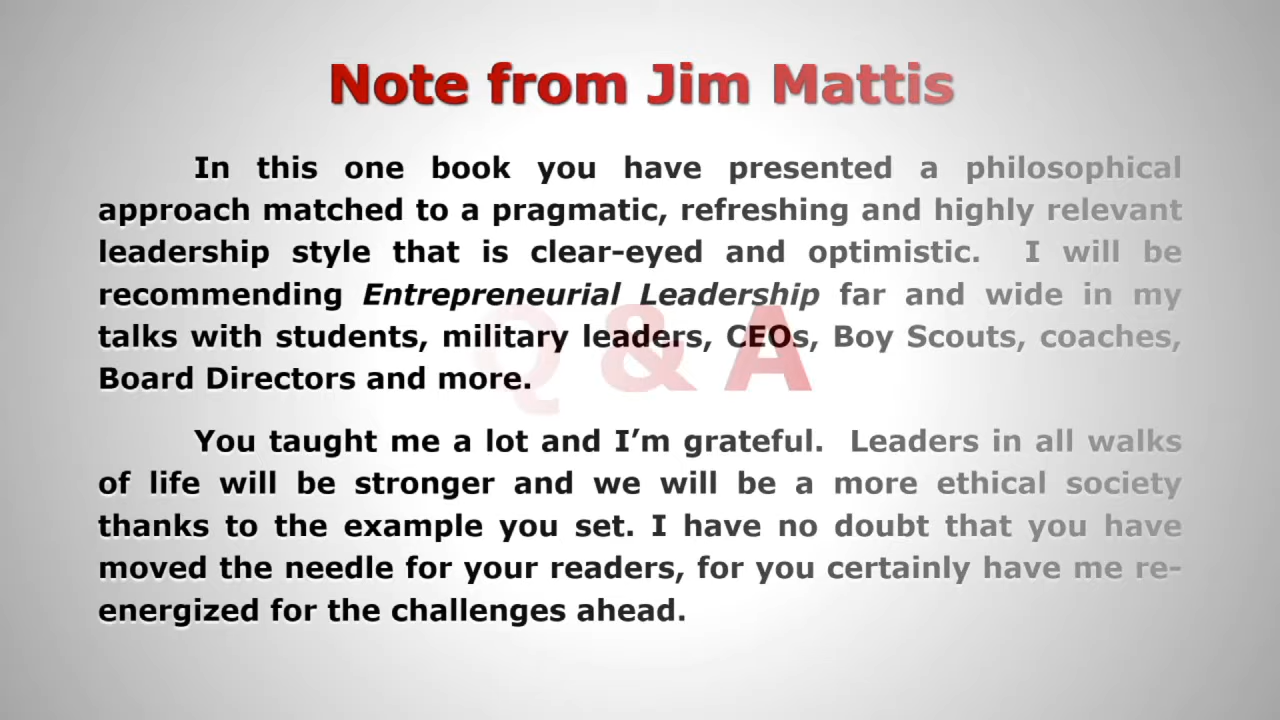 Note from Jim Mattis
In this one book you have presented a philosophical
approach matched to a pragmatic, refreshing and highly relevant
leadership style that is clear-eyed and optimistic. I will be
recommending Entrepreneurial Leadership far and wide in my
talks with students, military leaders, CEOs, Boy Scouts, coaches,
Board Directors and more.
Q & A
You taught me a lot and I’m grateful. Leaders in all walks
of life will be stronger and we will be a more ethical society
thanks to the example you set. I have no doubt that you have
moved the needle for your readers, for you certainly have me re-
energized for the challenges ahead.